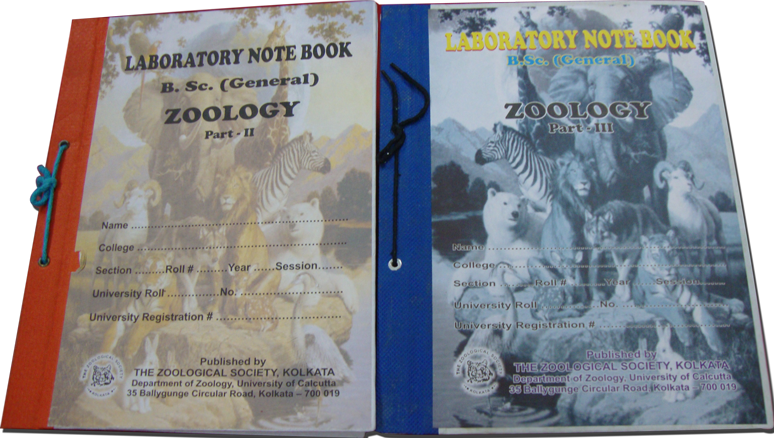 LABORATORY NOTE BOOK
B. Sc. (General)
ZOOLOGY
Part - II
Name
College
Section ..........Roll # .........Year ......Session.......
University Roll ................No.
University Registration #
Published by
THE ZOOLOGICAL SOCIETY, KOLKATA
Department of Zoology, University of Calcutta
35 Ballygunge Circular Road, Kolkata – 700 019
LABORATORY NOTE BOOK
B.Sc. (General)
ZOOLOGY
Part - III
Name
College
Section ..........Roll # .........Year ......Session.......
University Roll ................No.
University Registration #
Published by
THE ZOOLOGICAL SOCIETY, KOLKATA
Department of Zoology, University of Calcutta
35 Ballygunge Circular Road, Kolkata – 700 019